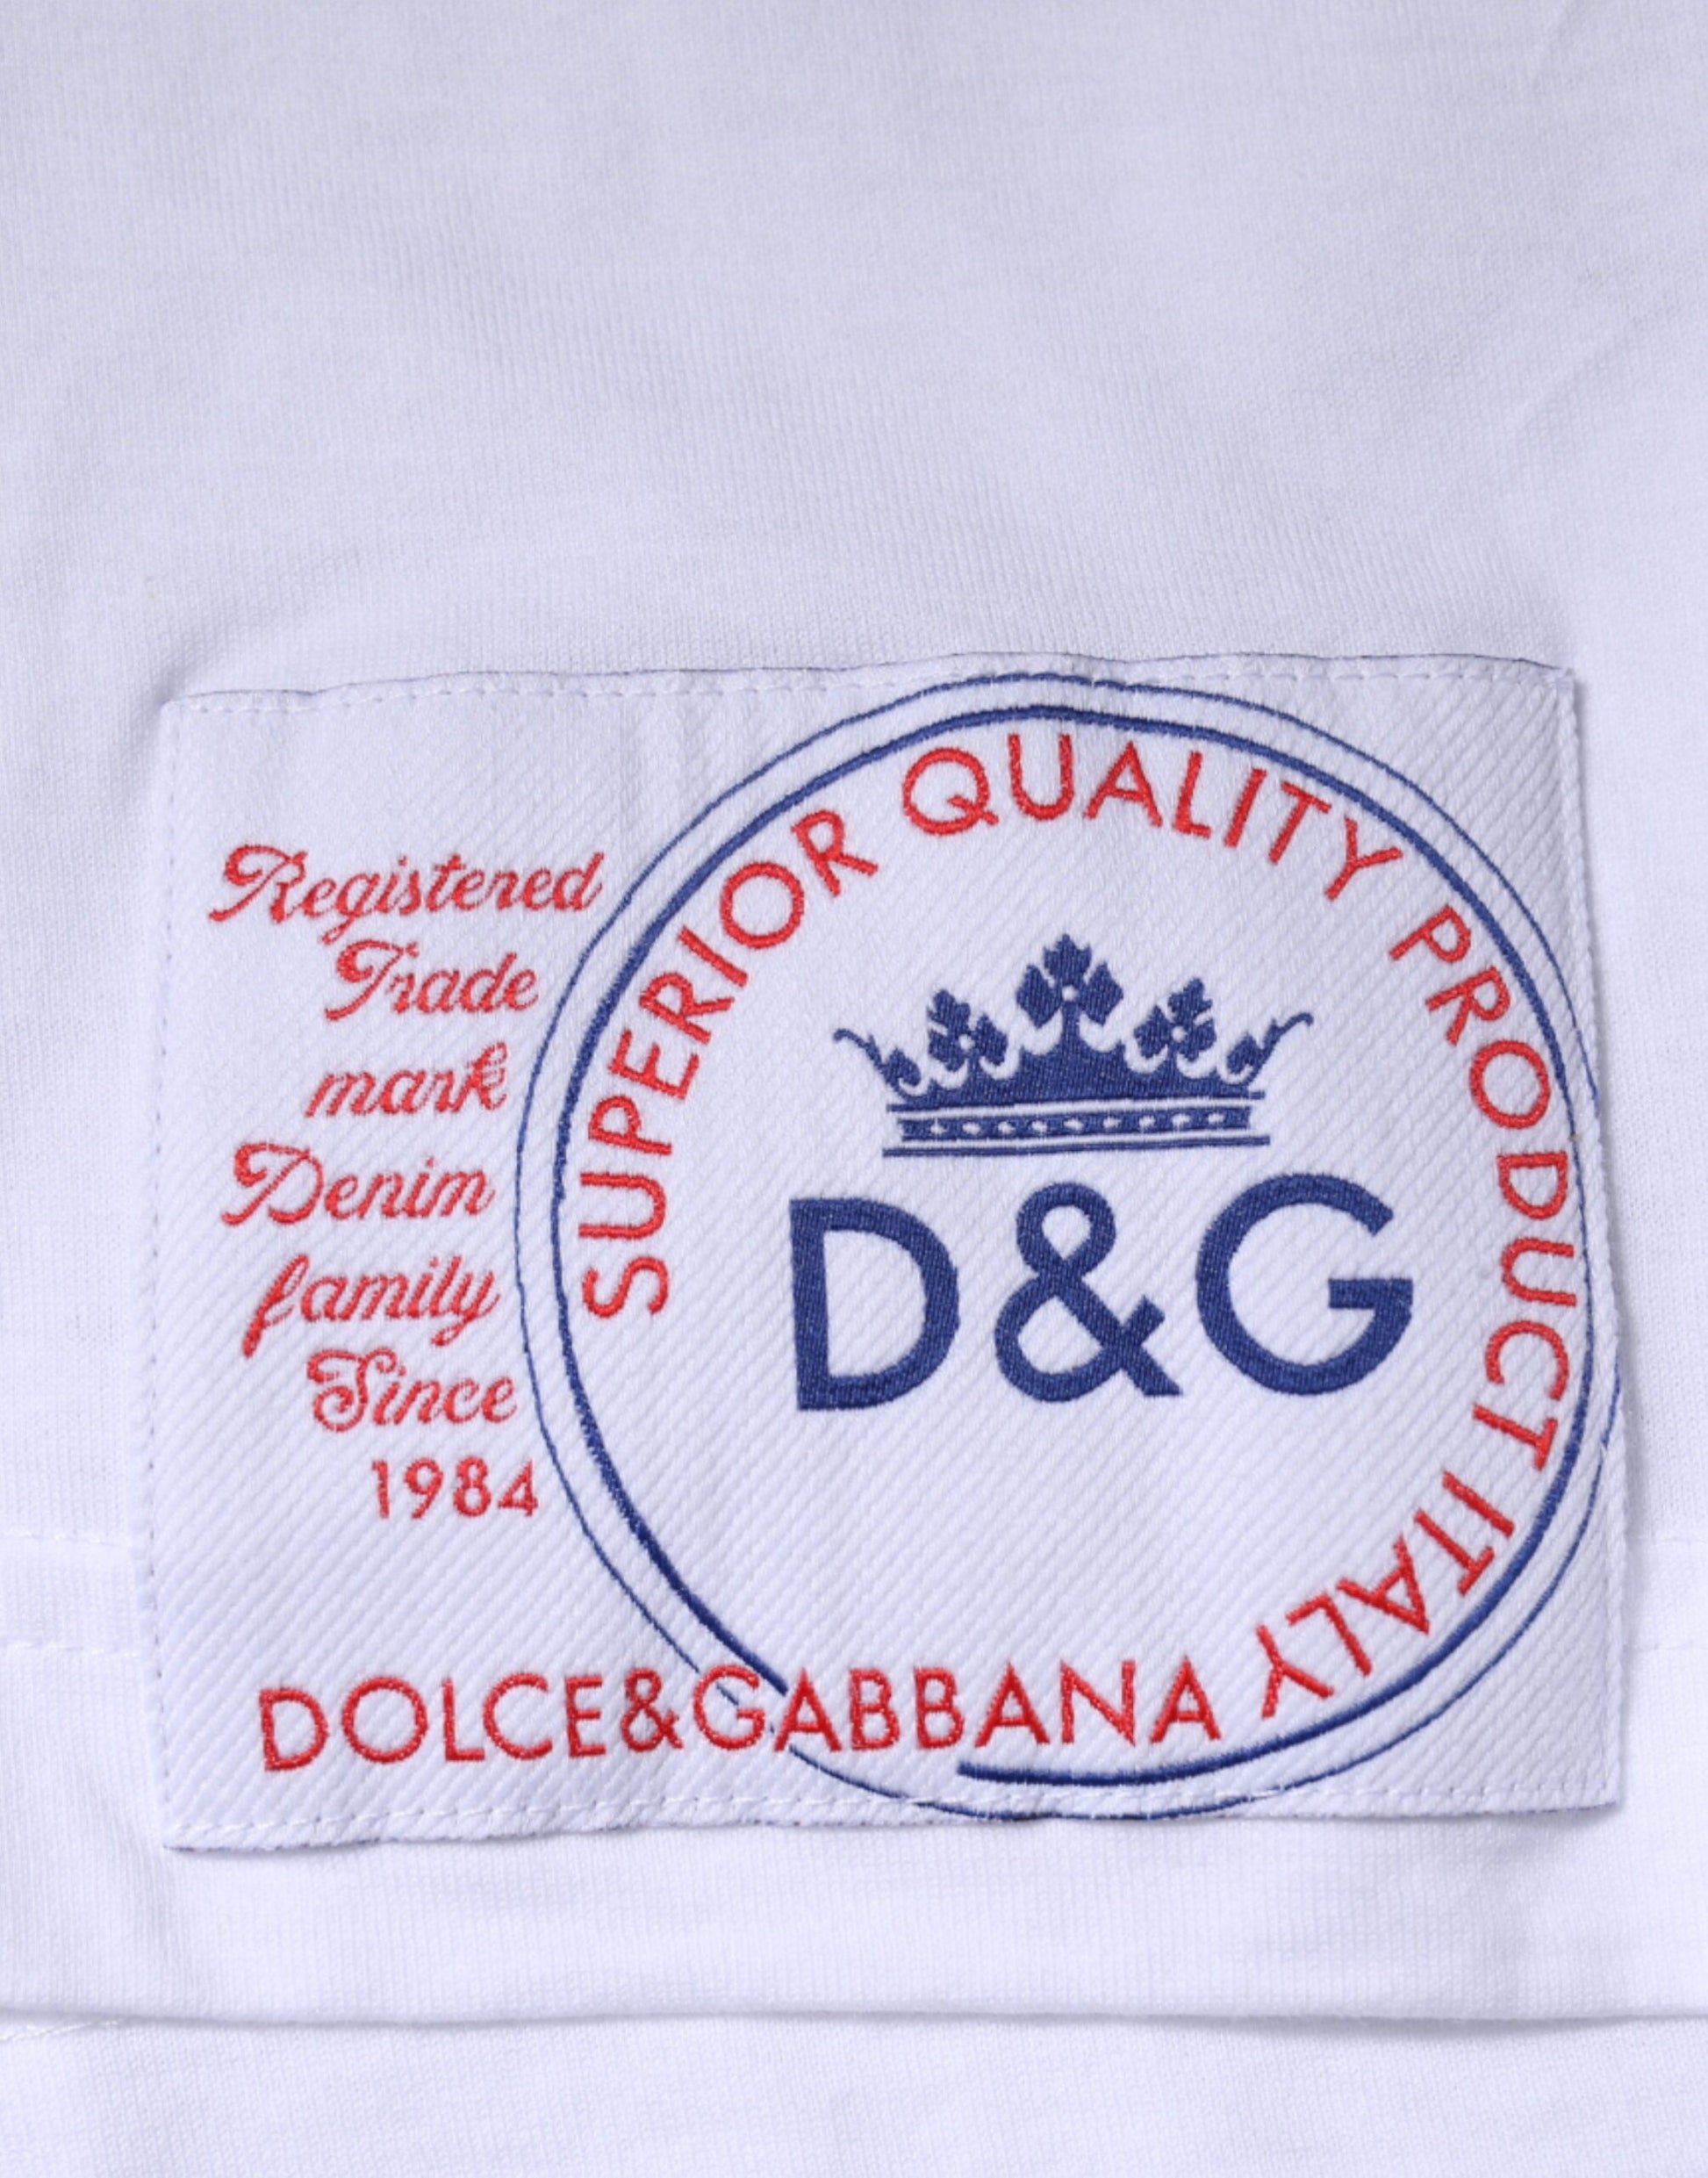 Registered
Trade
mark
Denim
family
Since
1984
SUPERIOR QUALITY PRODUCT ITALY
D&G
DOLCE&GABBANA